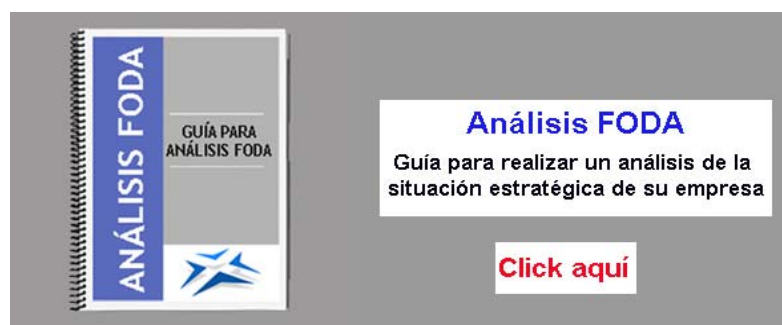 ANÁLISIS FODA
GUÍA PARA
ANÁLISIS FODA
Análisis FODA
Guía para realizar un análisis de la
situación estratégica de su empresa
Click aquí